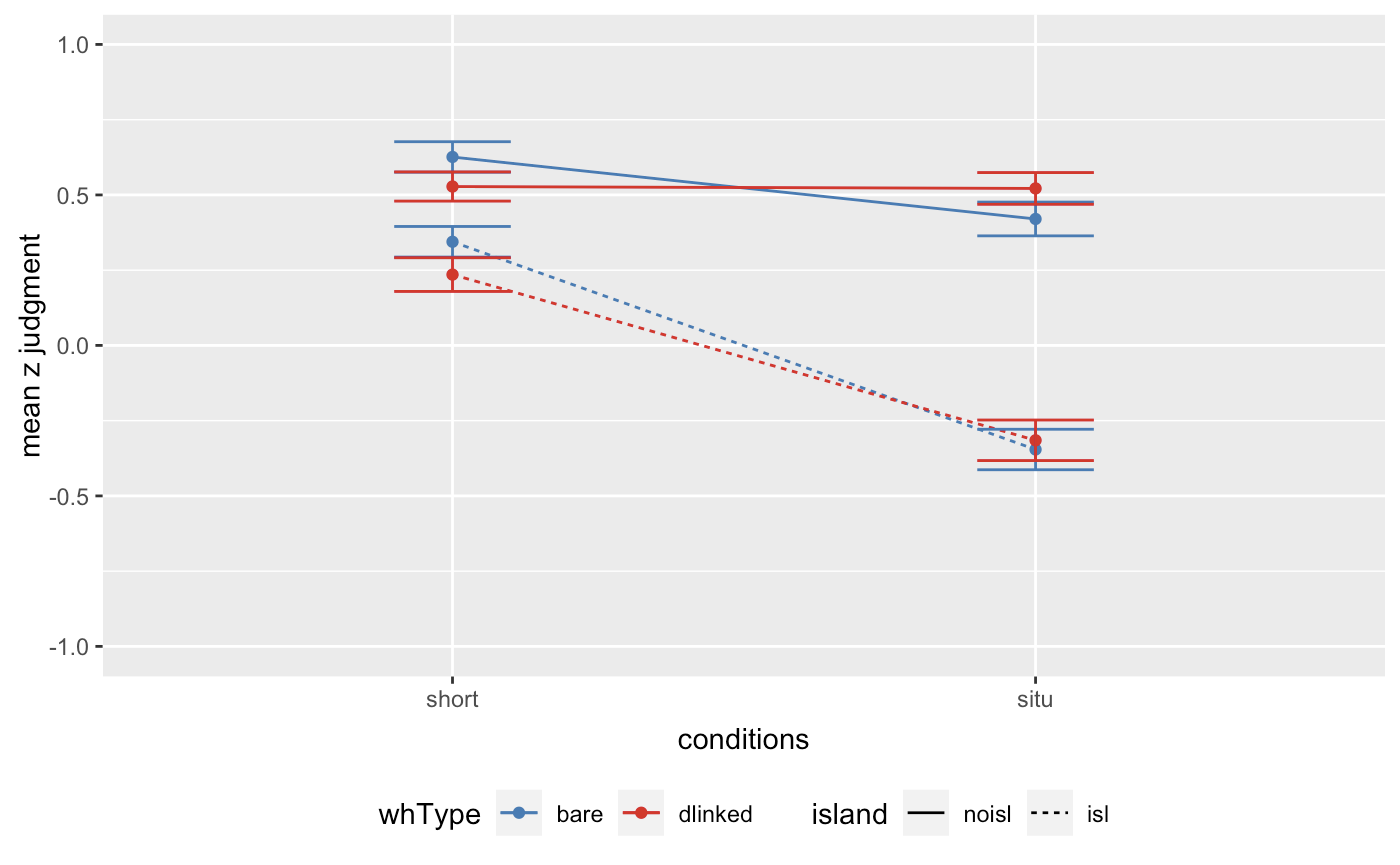 1.0
0.5
0.0
-0.5
-1.0
mean z judgment
short situ
conditions
whType bare dlinked island noisl isl